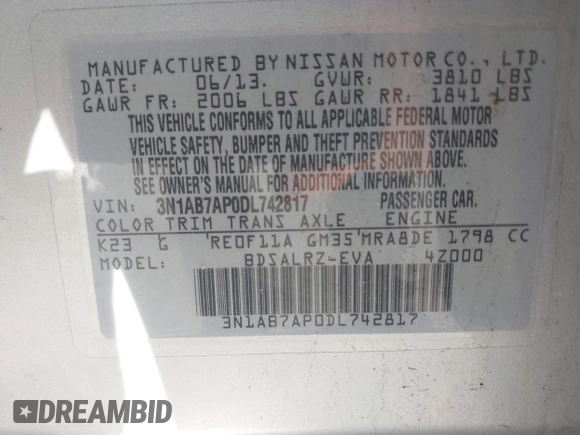 MANUFACTURED BY NISSAN MOTOR CO., LTD.
DATE: 06/13. GVWR: 3810 LBS
GAWR FR: 2006 LBS GAWR RR: 1841 LBS
THIS VEHICLE CONFORMS TO ALL APPLICABLE FEDERAL MOTOR
VEHICLE SAFETY, BUMPER AND THEFT PREVENTION STANDARDS
IN EFFECT ON THE DATE OF MANUFACTURE SHOWN ABOVE.
SEE OWNER'S MANUAL FOR ADDITIONAL INFORMATION.
VIN: 3N1AB7AP0DL742817 PASSENGER CAR.
COLOR TRIM TRANS AXLE ENGINE
K23 G 'RE0F11A GM35'MRA8DE 1798 CC
MODEL: BDSALRZ-EVA 4Z000
3N1AB7AP0DL742817
DREAMBID